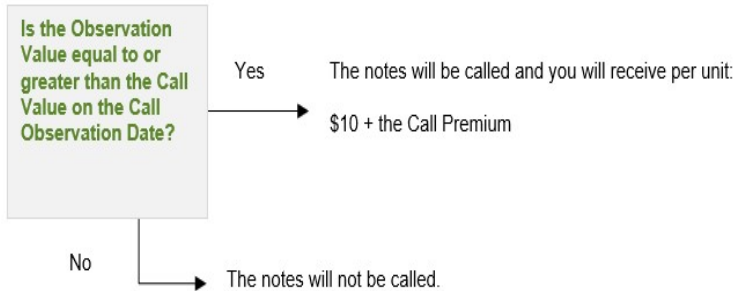 Is the Observation
Value equal to or
greater than the Call
Value on the Call
Observation Date?
Yes
The notes will be called and you will receive per unit:
$10 + the Call Premium
No
The notes will not be called.